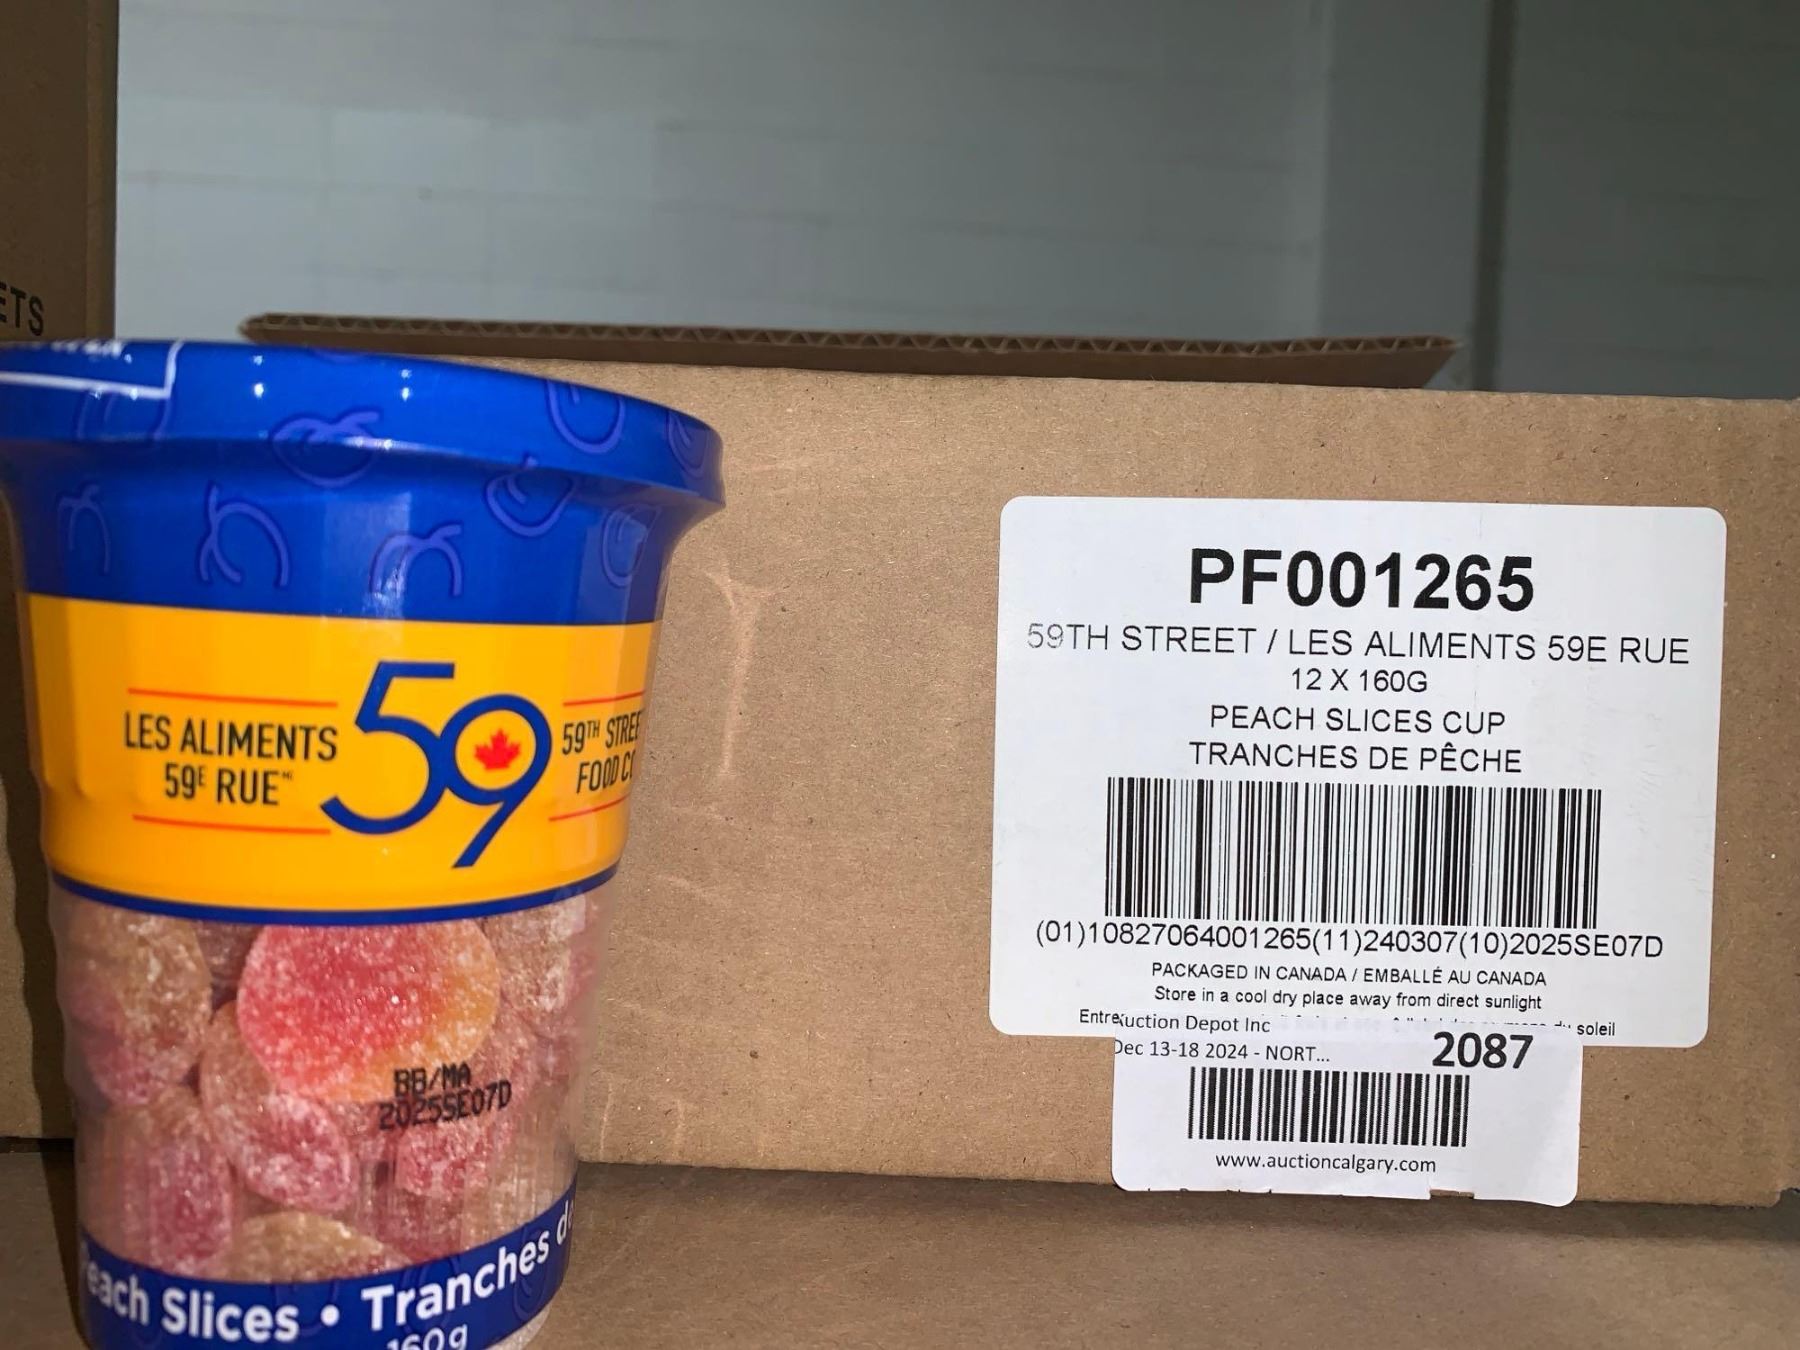 ETS
LES ALIMENTS
59E RUE
59
59TH STREE
FOOD C
BB/MA
2025SE07D
each Slices • Tranches d
160g
PF001265
59TH STREET / LES ALIMENTS 59E RUE
12 X 160G
PEACH SLICES CUP
TRANCHES DE PÊCHE
(01)10827064001265(11)240307(10)2025SE07D
PACKAGED IN CANADA / EMBALLÉ AU CANADA
Store in a cool dry place away from direct sunlight
Entre soleil
uction Depot Inc
Dec 13-18 2024 - NORT...
2087
www.auctioncalgary.com